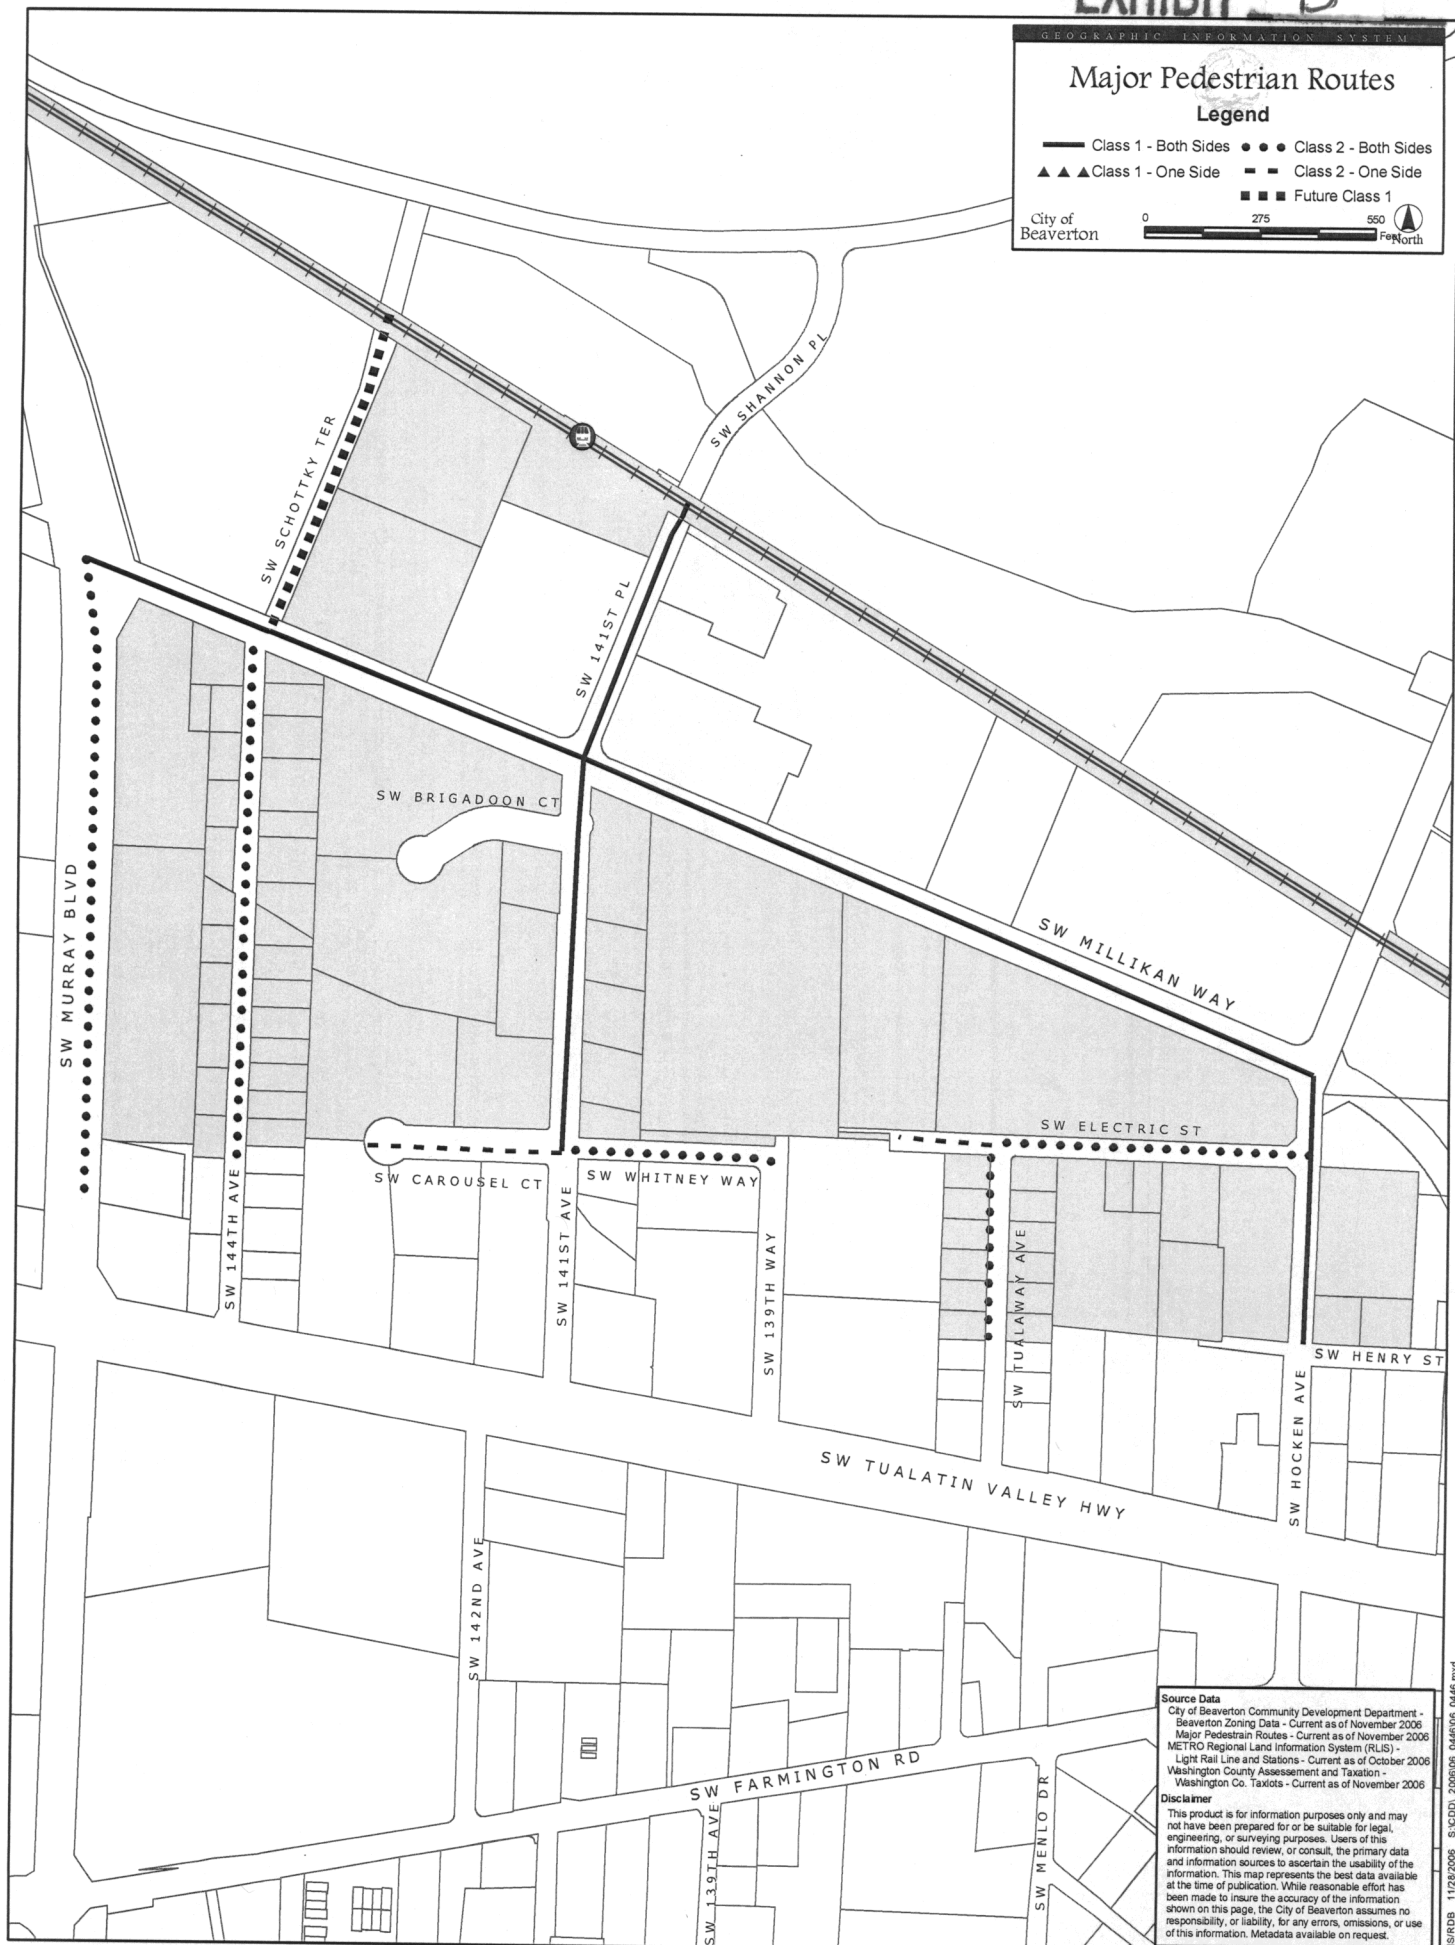 EXHIBIT B
GEOGRAPHIC INFORMATION SYSTEM
Major Pedestrian Routes
Legend
Class 1 - Both Sides
Class 2 - Both Sides
Class 1 - One Side
Class 2 - One Side
Future Class 1
City of
Beaverton
0 275 550
Feet
North
SW SHANNON PL
SW SCHOTTKY TER
SW 141ST PL
SW BRIGADOON CT
SW MURRAY BLVD
SW MILLIKAN WAY
SW ELECTRIC ST
SW CAROUSEL CT
SW WHITNEY WAY
SW 144TH AVE
SW 141ST AVE
SW 139TH WAY
SW TUALAWAY AVE
SW HENRY ST
SW HOCKEN AVE
SW TUALATIN VALLEY HWY
SW 142ND AVE
SW FARMINGTON RD
SW 139TH AVE
SW MENLO DR
Source Data
City of Beaverton Community Development Department -
Beaverton Zoning Data - Current as of November 2006
Major Pedestrain Routes - Current as of November 2006
METRO Regional Land Information System (RLIS) -
Light Rail Line and Stations - Current as of October 2006
Washington County Assessement and Taxation -
Washington Co. Taxlots - Current as of November 2006
Disclaimer
This product is for information purposes only and may
not have been prepared for or be suitable for legal,
engineering, or surveying purposes. Users of this
information should review, or consult, the primary data
and information sources to ascertain the usability of the
information. This map represents the best data available
at the time of publication. While reasonable effort has
been made to insure the accuracy of the information
shown on this page, the City of Beaverton assumes no
responsibility, or liability, for any errors, omissions, or use
of this information. Metadata available on request.
S/RDB 11/28/2006 S:\CDD\ 2006\06_0446\06_0446.mxd